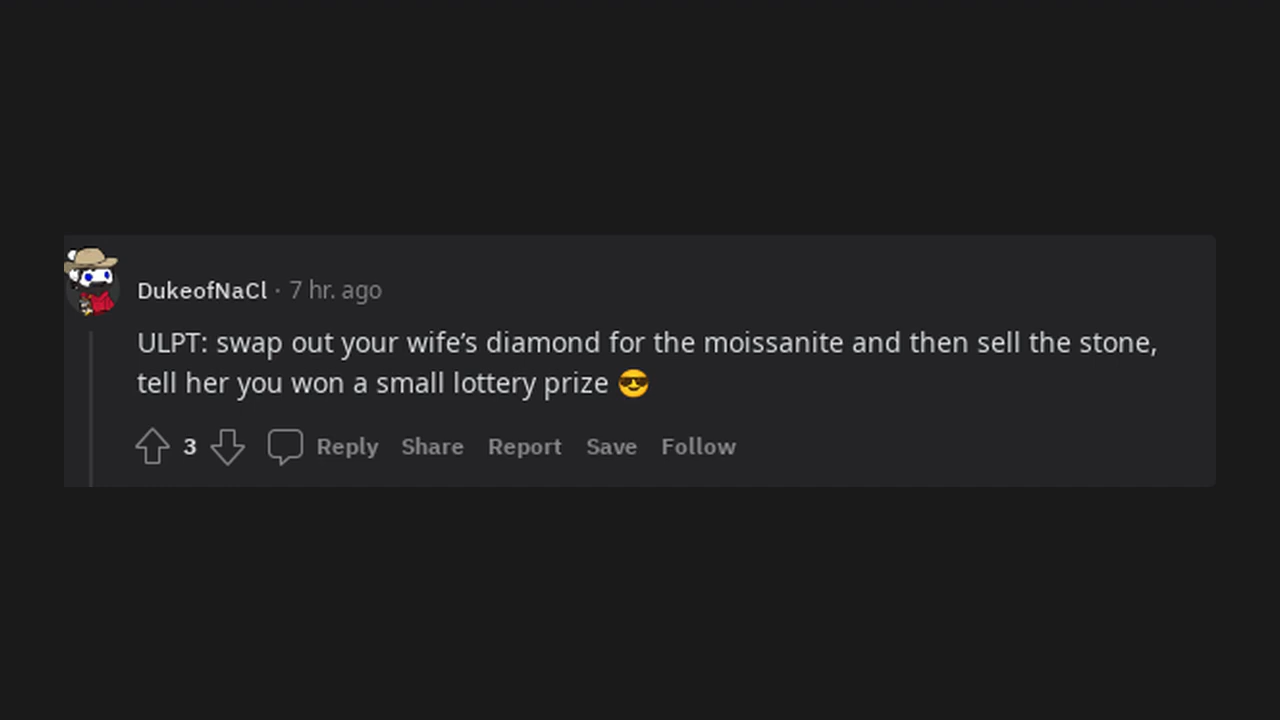 DukeofNaCl · 7 hr. ago
ULPT: swap out your wife’s diamond for the moissanite and then sell the stone,
tell her you won a small lottery prize 😎
3 Reply Share Report Save Follow